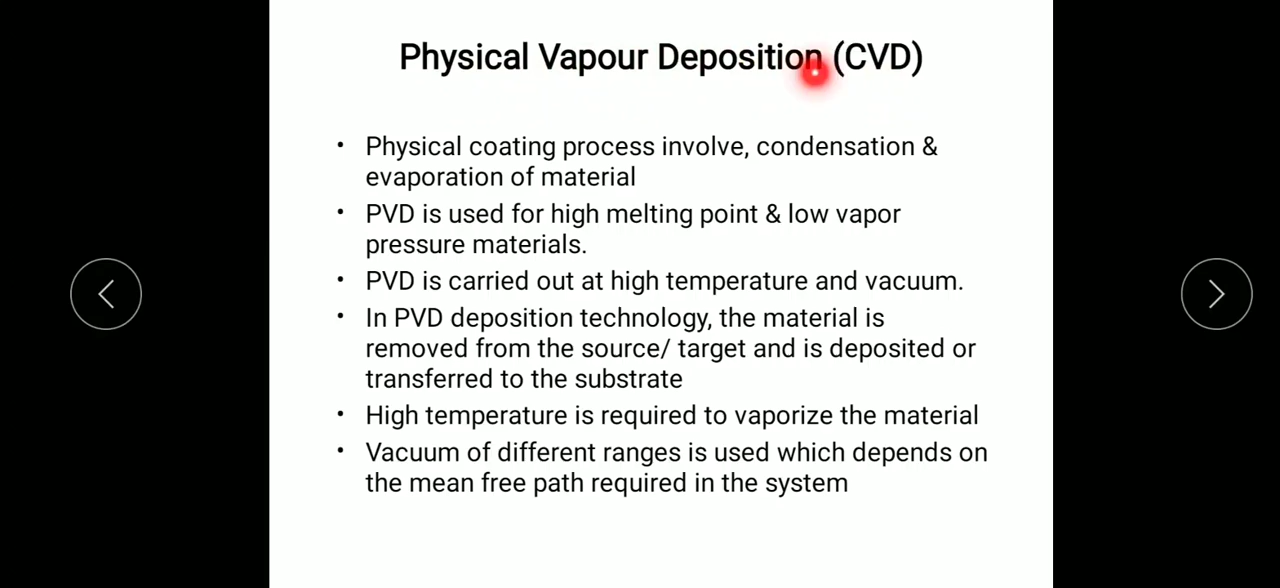 Physical Vapour Deposition (CVD)
• Physical coating process involve, condensation &
evaporation of material
• PVD is used for high melting point & low vapor
pressure materials.
• PVD is carried out at high temperature and vacuum.
• In PVD deposition technology, the material is
removed from the source/ target and is deposited or
transferred to the substrate
• High temperature is required to vaporize the material
• Vacuum of different ranges is used which depends on
the mean free path required in the system